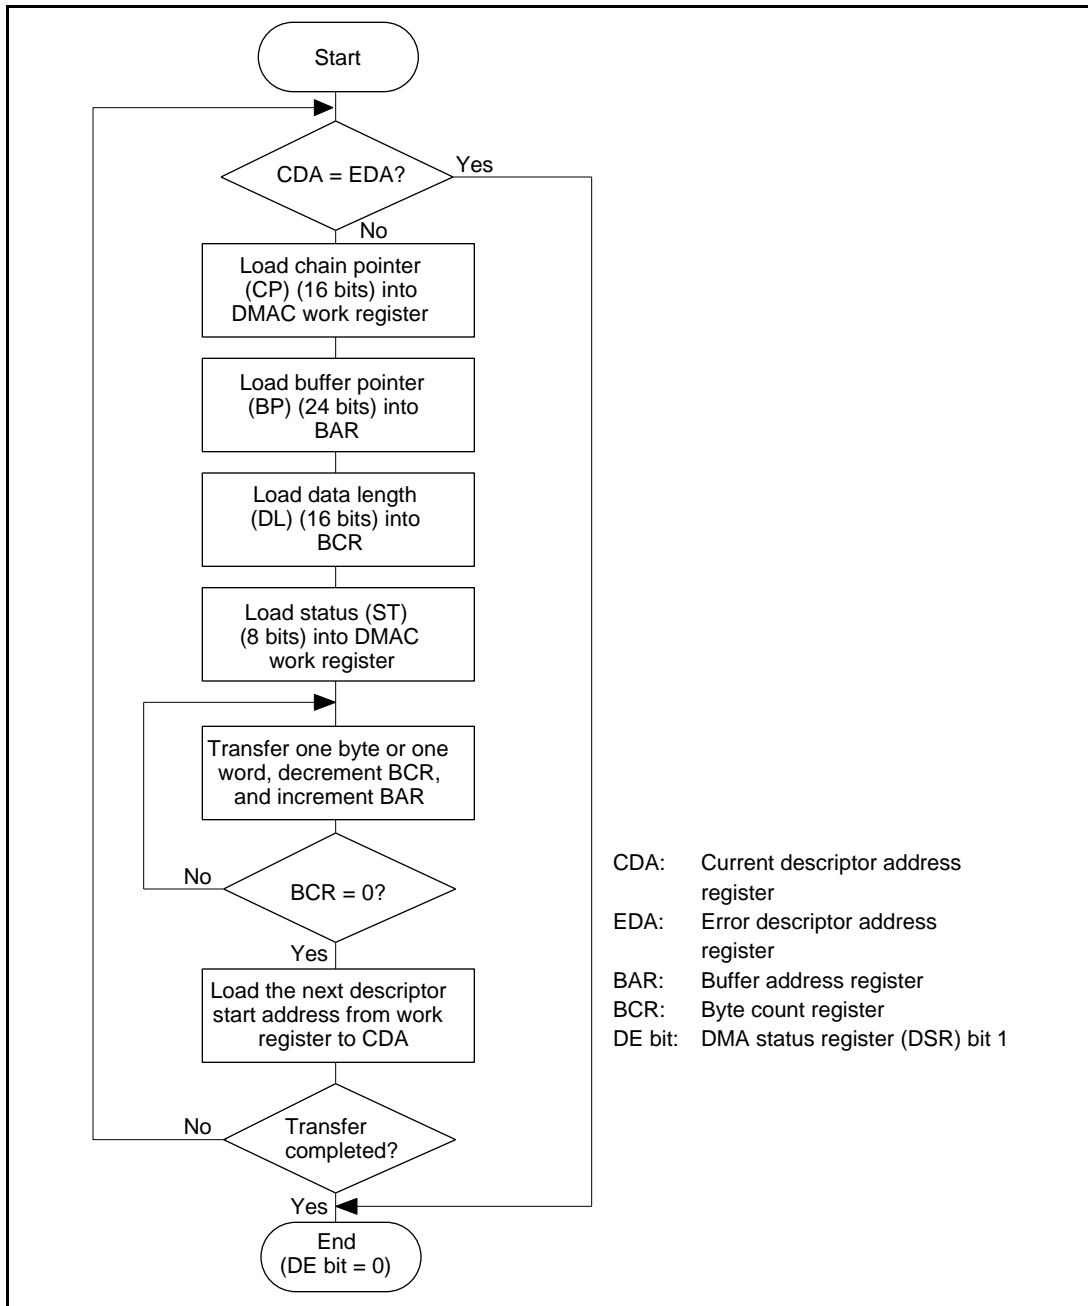 Start
CDA = EDA?
Yes
No
Load chain pointer
(CP) (16 bits) into
DMAC work register
Load buffer pointer
(BP) (24 bits) into
BAR
Load data length
(DL) (16 bits) into
BCR
Load status (ST)
(8 bits) into DMAC
work register
Transfer one byte or one
word, decrement BCR,
and increment BAR
No
BCR = 0?
Yes
Load the next descriptor
start address from work
register to CDA
No
Transfer
completed?
Yes
End
(DE bit = 0)
CDA: Current descriptor address
register
EDA: Error descriptor address
register
BAR: Buffer address register
BCR: Byte count register
DE bit: DMA status register (DSR) bit 1